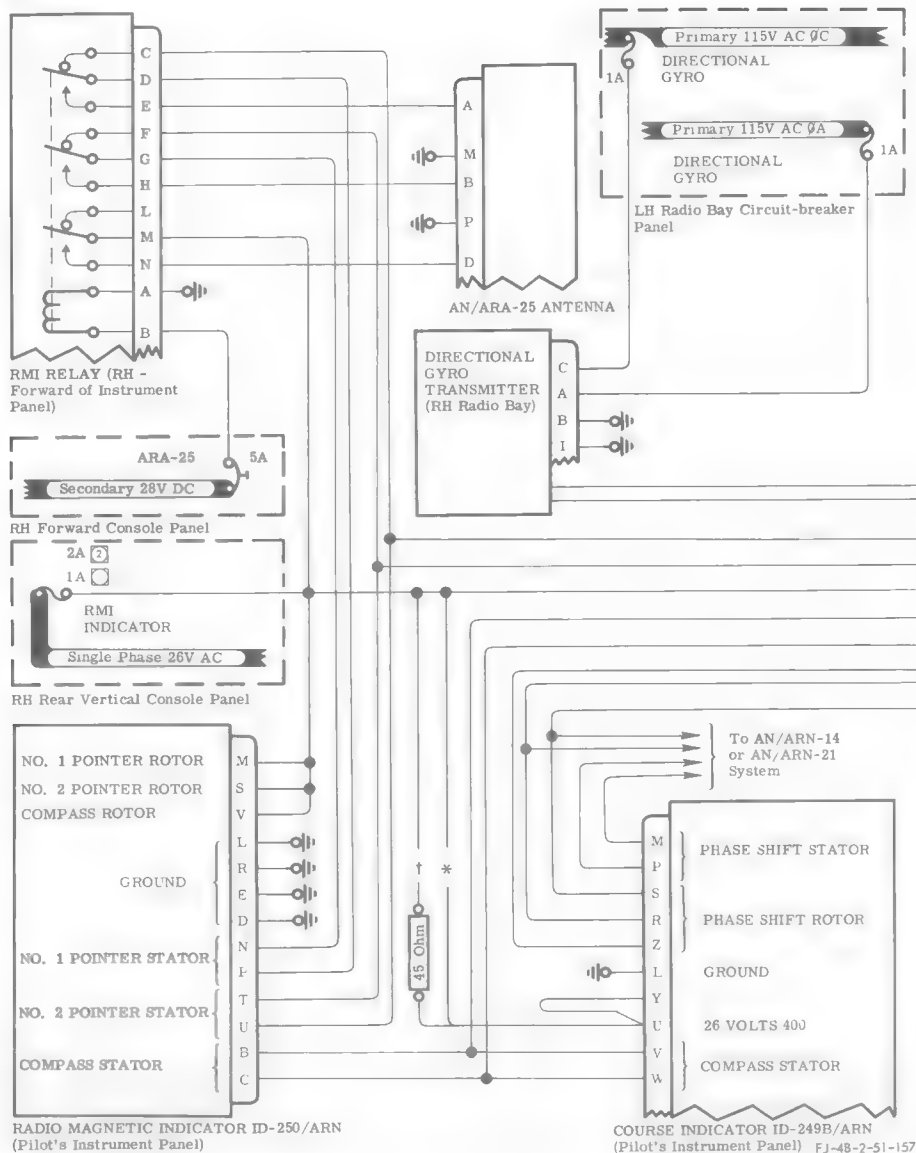 C
D
E
F
G
H
L
M
N
A
B
RMI RELAY (RH -
Forward of Instrument
Panel)
A
M
B
P
D
AN/ARA-25 ANTENNA
Primary 115V AC ØC
DIRECTIONAL
GYRO
1A
Primary 115V AC ØA
DIRECTIONAL
GYRO
1A
LH Radio Bay Circuit-breaker
Panel
DIRECTIONAL
GYRO
TRANSMITTER
(RH Radio Bay)
C
A
B
I
ARA-25 5A
Secondary 28V DC
RH Forward Console Panel
2A 2
1A
RMI
INDICATOR
Single Phase 26V AC
RH Rear Vertical Console Panel
NO. 1 POINTER ROTOR M
NO. 2 POINTER ROTOR S
COMPASS ROTOR V
L
R
GROUND
E
D
N
NO. 1 POINTER STATOR
P
T
NO. 2 POINTER STATOR
U
B
COMPASS STATOR
C
RADIO MAGNETIC INDICATOR ID-250/ARN
(Pilot's Instrument Panel)
† *
45 Ohm
To AN/ARN-14
or AN/ARN-21
System
M
PHASE SHIFT STATOR
P
S
R PHASE SHIFT ROTOR
Z
L GROUND
Y
U 26 VOLTS 400
V
COMPASS STATOR
W
COURSE INDICATOR ID-249B/ARN
(Pilot's Instrument Panel) FJ-4B-2-51-157